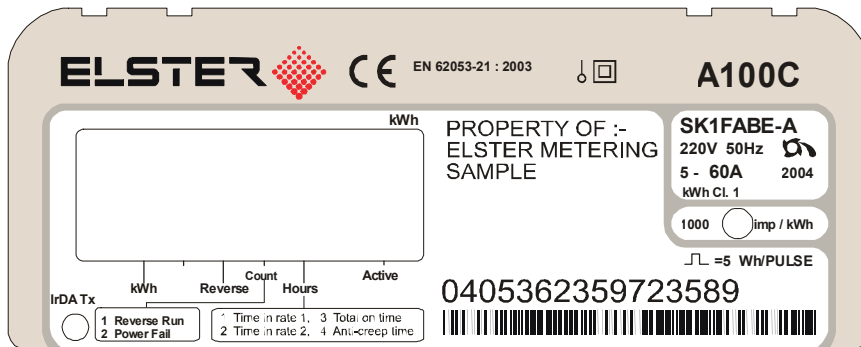 ELSTER CE EN 62053-21 : 2003 A100C
kWh
PROPERTY OF :-
ELSTER METERING
SAMPLE
SK1FABE-A
220V 50Hz
5 - 60A 2004
kWh Cl. 1
1000 imp / kWh
=5 Wh/PULSE
kWh Reverse Count Hours Active
IrDA Tx
1 Reverse Run
2 Power Fail
1 Time in rate 1, 3 Total on time
2 Time in rate 2, 4 Anti-creep time
0405362359723589